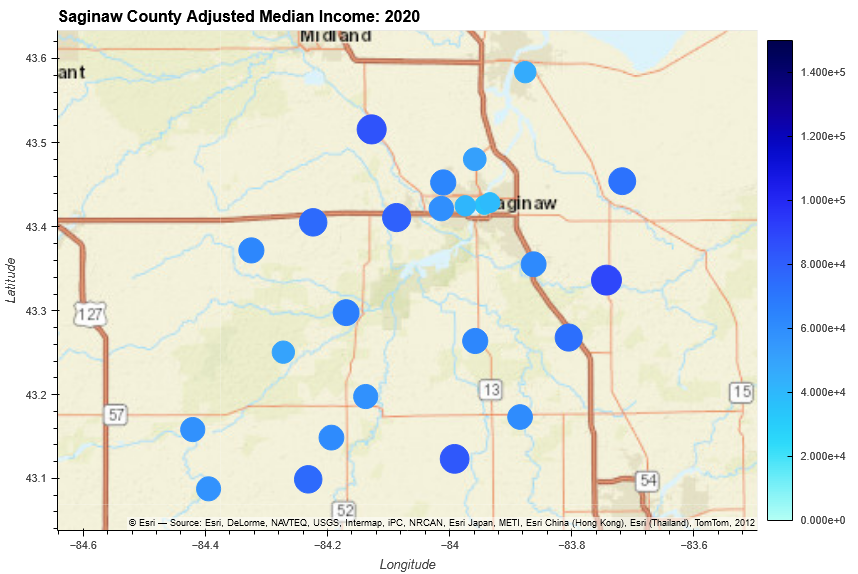 Saginaw County Adjusted Median Income: 2020
Midland
ant
aginaw
127
57
13
15
54
52
© Esri — Source: Esri, DeLorme, NAVTEQ, USGS, Intermap, iPC, NRCAN, Esri Japan, METI, Esri China (Hong Kong), Esri (Thailand), TomTom, 2012
43.6
43.5
43.4
43.3
43.2
43.1
Latitude
−84.6
−84.4
−84.2
−84
−83.8
−83.6
Longitude
1.400e+5
1.200e+5
1.000e+5
8.000e+4
6.000e+4
4.000e+4
2.000e+4
0.000e+0